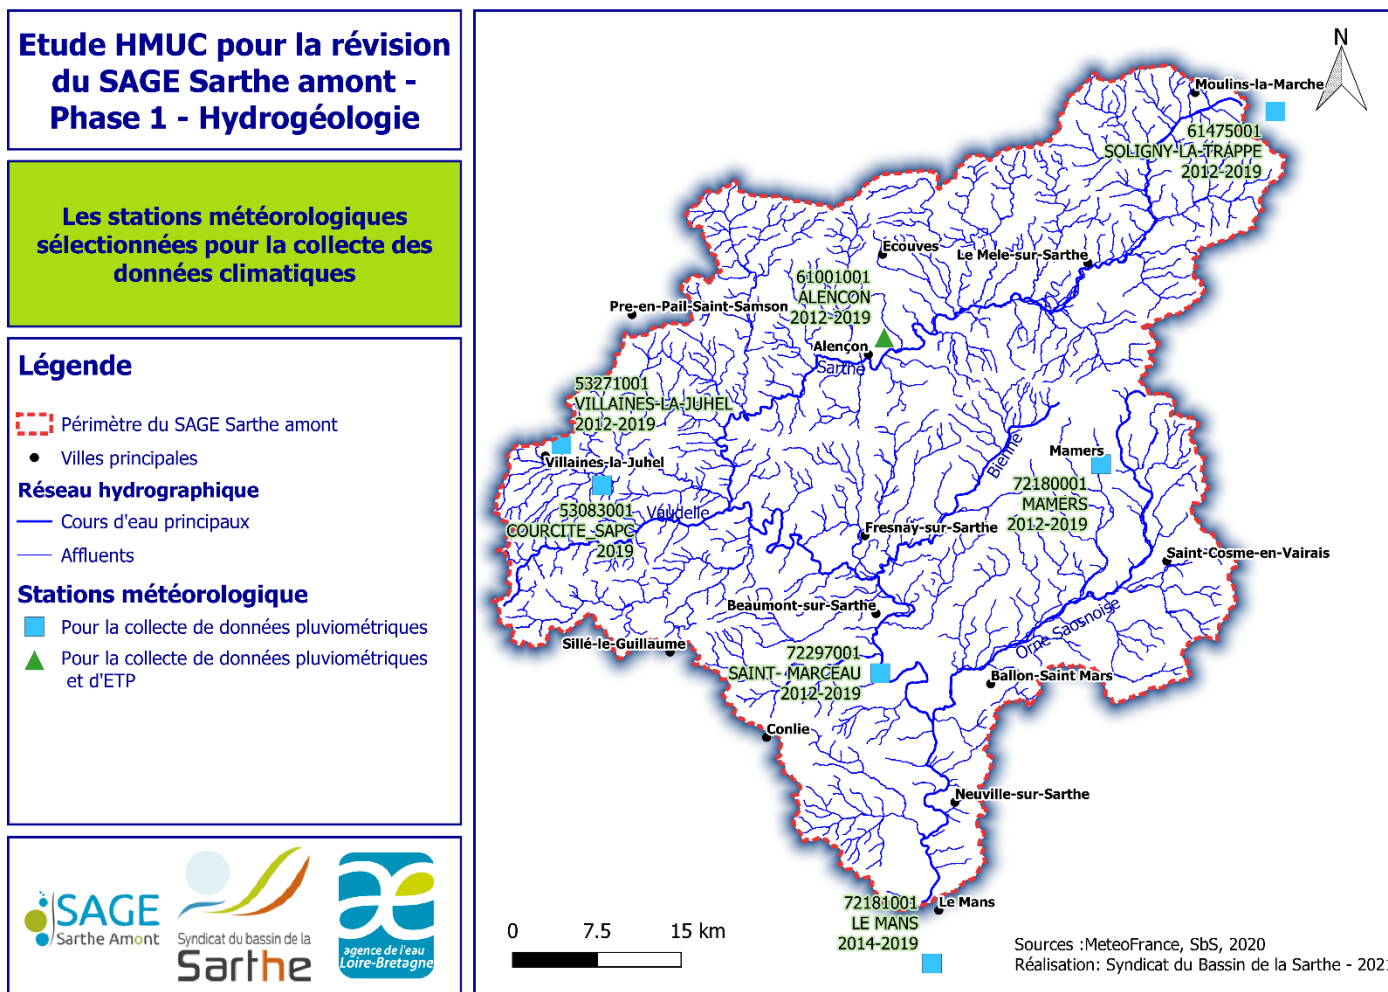 Etude HMUC pour la révision
du SAGE Sarthe amont -
Phase 1 - Hydrogéologie
Les stations météorologiques
sélectionnées pour la collecte des
données climatiques
Légende
Périmètre du SAGE Sarthe amont
Villes principales
Réseau hydrographique
Cours d'eau principaux
Affluents
Stations météorologique
Pour la collecte de données pluviométriques
Pour la collecte de données pluviométriques
et d'ETP
SAGE
Sarthe Amont
Syndicat du bassin de la
Sarthe
agence de l'eau
Loire-Bretagne
N
Moulins-la-Marche
61475001
SOLIGNY-LA-TRAPPE
2012-2019
Ecouves
Le Mele-sur-Sarthe
61001001
ALENCON
2012-2019
Pre-en-Pail-Saint-Samson
Alençon
Sarthe
53271001
VILLAINES-LA-JUHEL
2012-2019
Villaines-la-Juhel
Bienne
Mamers
72180001
MAMERS
2012-2019
53083001
COURCITE_SAPC
2019
Vaudelle
Fresnay-sur-Sarthe
Saint-Cosme-en-Vairais
Beaumont-sur-Sarthe
Orne Saosnoise
Sillé-le-Guillaume
72297001
SAINT- MARCEAU
2012-2019
Ballon-Saint Mars
Conlie
Neuville-sur-Sarthe
72181001
LE MANS
2014-2019
Le Mans
0 7.5 15 km
Sources :MeteoFrance, SbS, 2020
Réalisation: Syndicat du Bassin de la Sarthe - 2021